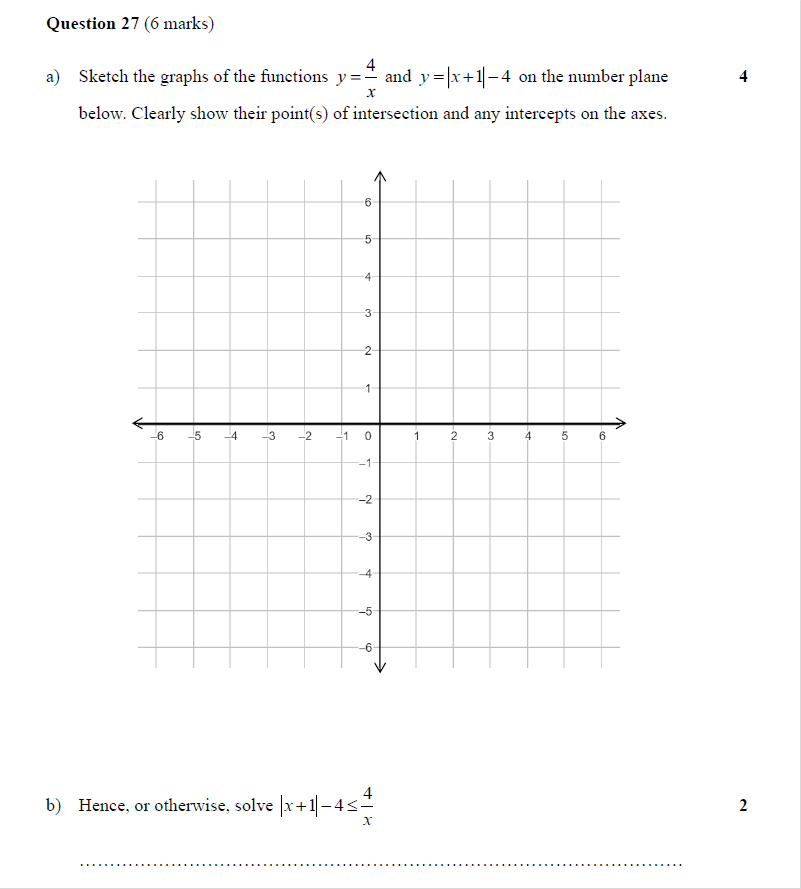 Question 27 (6 marks)
a) Sketch the graphs of the functions y = 4/x and y = |x+1| − 4 on the number plane 4
below. Clearly show their point(s) of intersection and any intercepts on the axes.
6
5
4
3
2
1
−6 −5 −4 −3 −2 −1 0 1 2 3 4 5 6
−1
−2
−3
−4
−5
−6
b) Hence, or otherwise, solve |x+1| − 4 ≤ 4/x 2